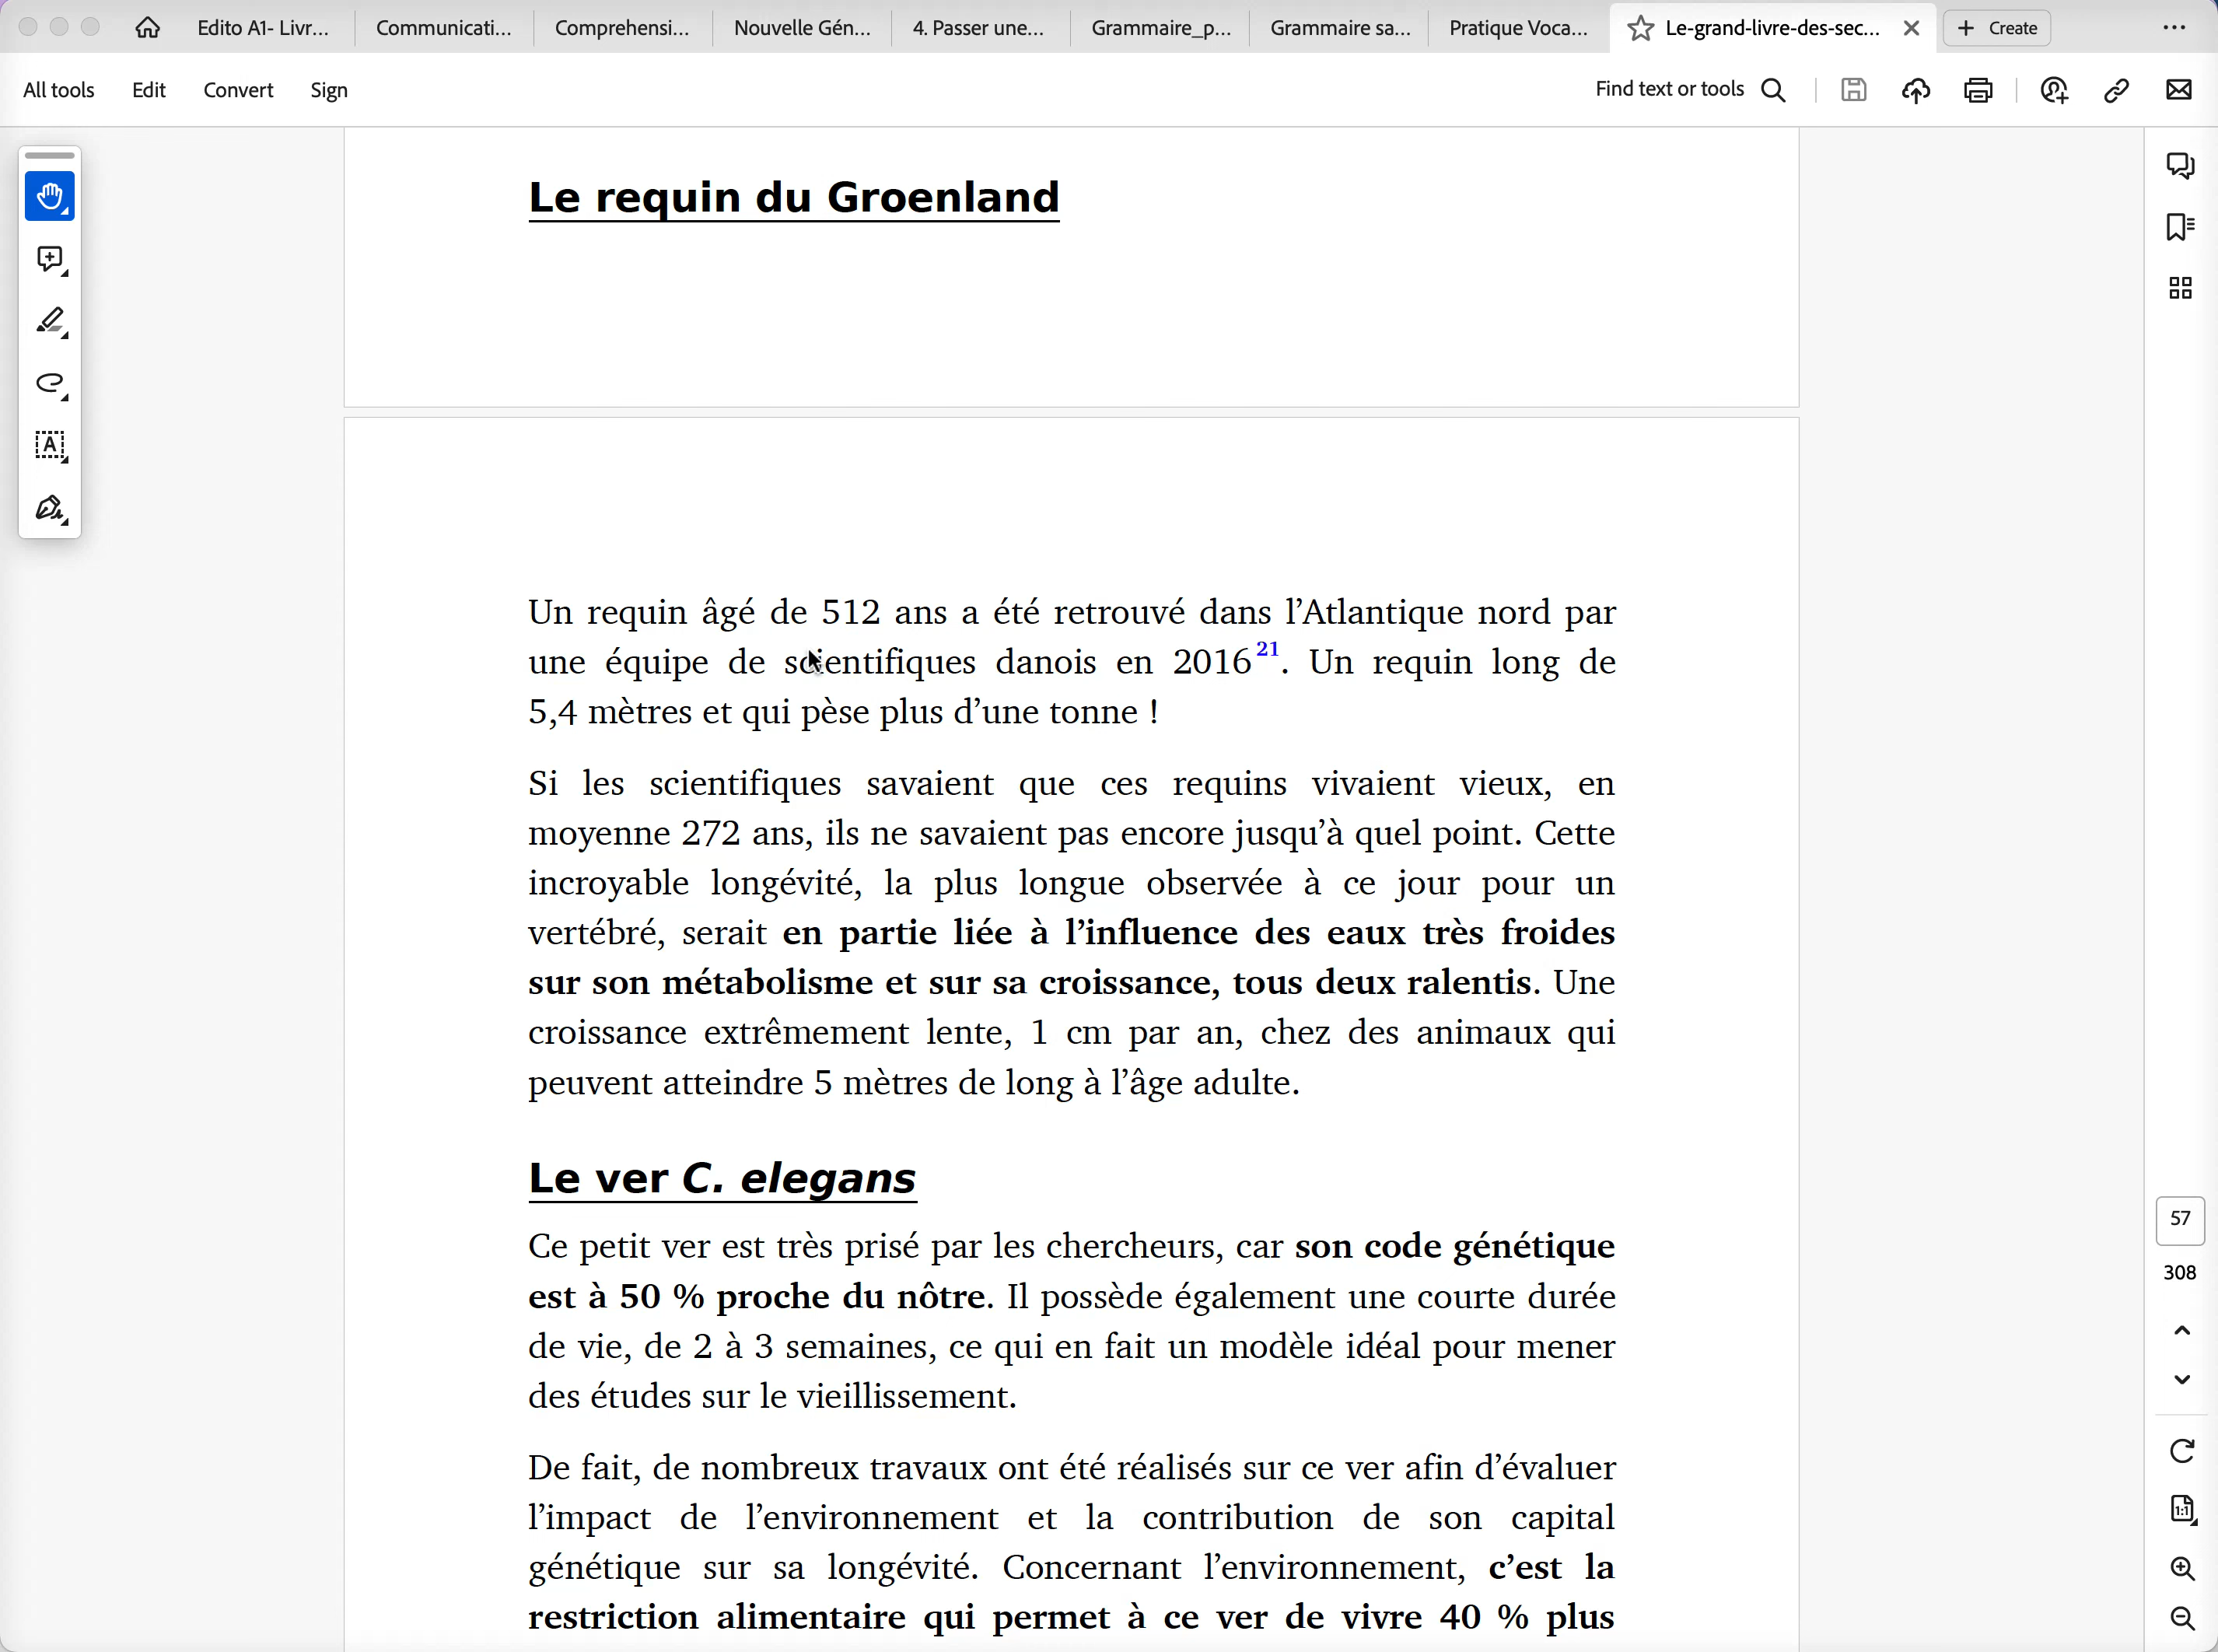 Edito A1- Livr...
Communicati...
Comprehensi...
Nouvelle Gén...
4. Passer une...
Grammaire_p...
Grammaire sa...
Pratique Voca...
Le-grand-livre-des-sec...
Create
All tools
Edit
Convert
Sign
Find text or tools
Le requin du Groenland
Un requin âgé de 512 ans a été retrouvé dans l’Atlantique nord par
une équipe de scientifiques danois en 2016 21. Un requin long de
5,4 mètres et qui pèse plus d’une tonne !
Si les scientifiques savaient que ces requins vivaient vieux, en
moyenne 272 ans, ils ne savaient pas encore jusqu’à quel point. Cette
incroyable longévité, la plus longue observée à ce jour pour un
vertébré, serait en partie liée à l’influence des eaux très froides
sur son métabolisme et sur sa croissance, tous deux ralentis. Une
croissance extrêmement lente, 1 cm par an, chez des animaux qui
peuvent atteindre 5 mètres de long à l’âge adulte.
Le ver C. elegans
Ce petit ver est très prisé par les chercheurs, car son code génétique
est à 50 % proche du nôtre. Il possède également une courte durée
de vie, de 2 à 3 semaines, ce qui en fait un modèle idéal pour mener
des études sur le vieillissement.
De fait, de nombreux travaux ont été réalisés sur ce ver afin d’évaluer
l’impact de l’environnement et la contribution de son capital
génétique sur sa longévité. Concernant l’environnement, c’est la
restriction alimentaire qui permet à ce ver de vivre 40 % plus
57
308
1:1